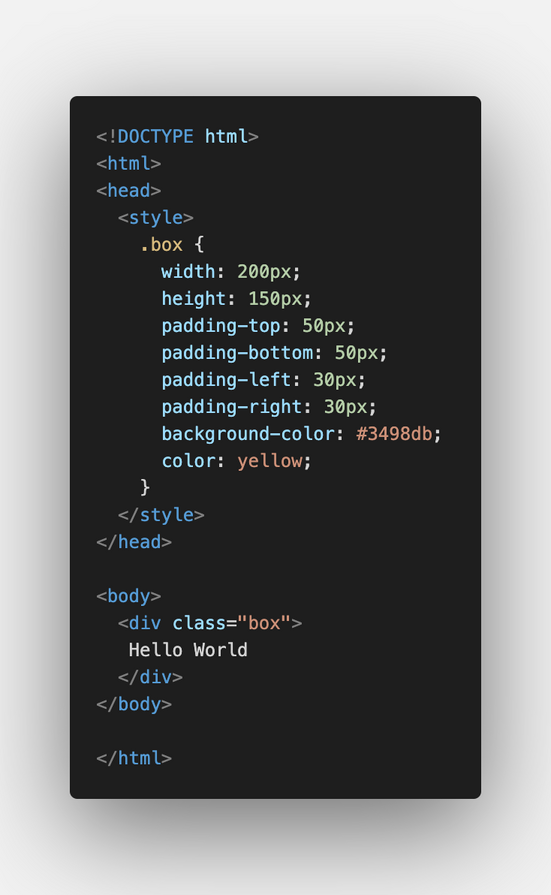 <!DOCTYPE html>
<html>
<head>
  <style>
    .box {
      width: 200px;
      height: 150px;
      padding-top: 50px;
      padding-bottom: 50px;
      padding-left: 30px;
      padding-right: 30px;
      background-color: #3498db;
      color: yellow;
    }
  </style>
</head>

<body>
  <div class="box">
   Hello World
  </div>
</body>

</html>